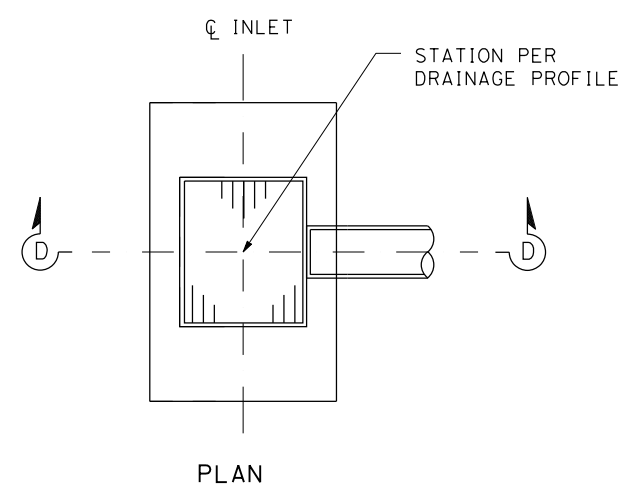 ℄ INLET
STATION PER
DRAINAGE PROFILE
D
D
PLAN